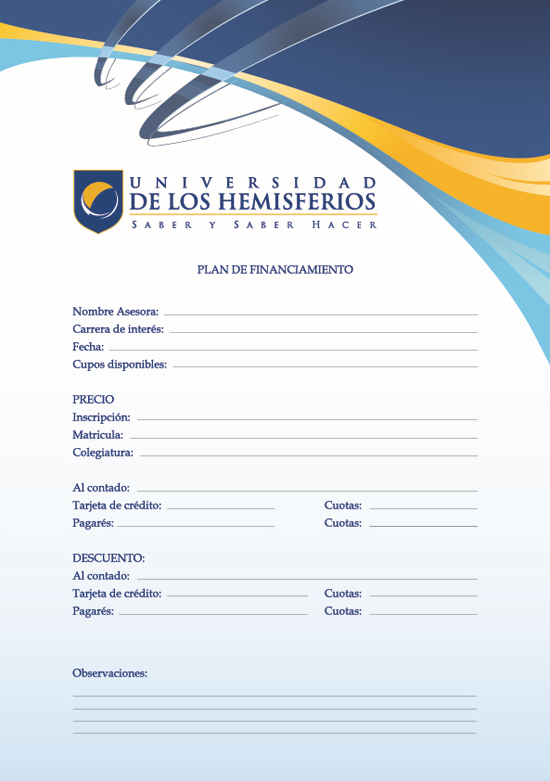 UNIVERSIDAD
DE LOS HEMISFERIOS
SABER Y SABER HACER
PLAN DE FINANCIAMIENTO
Nombre Asesora:
Carrera de interés:
Fecha:
Cupos disponibles:
PRECIO
Inscripción:
Matricula:
Colegiatura:
Al contado:
Tarjeta de crédito: Cuotas:
Pagarés: Cuotas:
DESCUENTO:
Al contado:
Tarjeta de crédito: Cuotas:
Pagarés: Cuotas:
Observaciones: